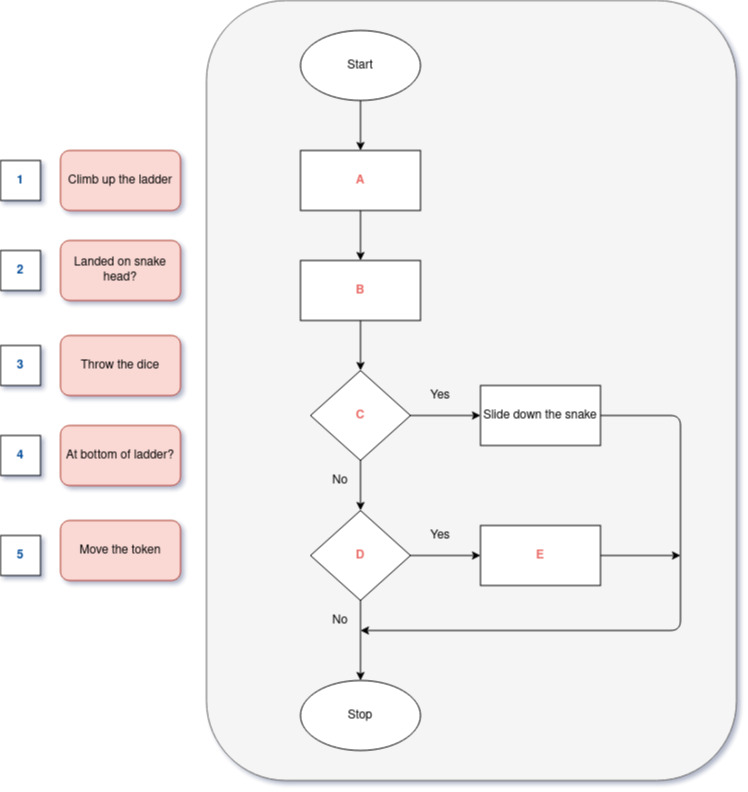 Start
A
B
C
Yes
Slide down the snake
No
D
Yes
E
No
Stop
1
Climb up the ladder
2
Landed on snake
head?
3
Throw the dice
4
At bottom of ladder?
5
Move the token